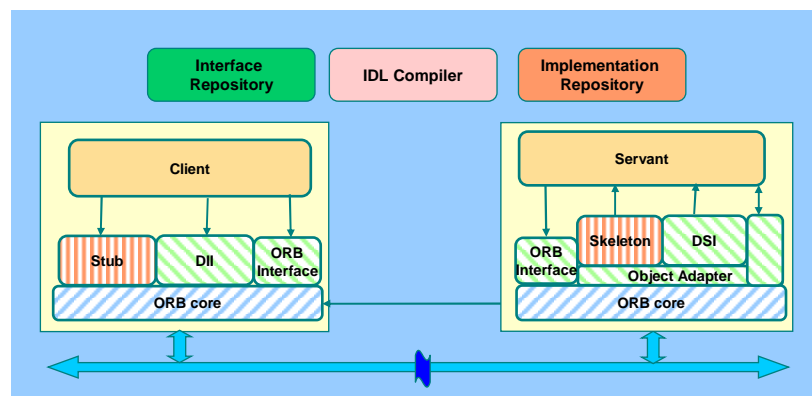 Interface
Repository
IDL Compiler
Implementation
Repository
Client
Servant
Stub
DII
ORB
Interface
ORB core
ORB
Interface
Skeleton
DSI
Object Adapter
ORB core